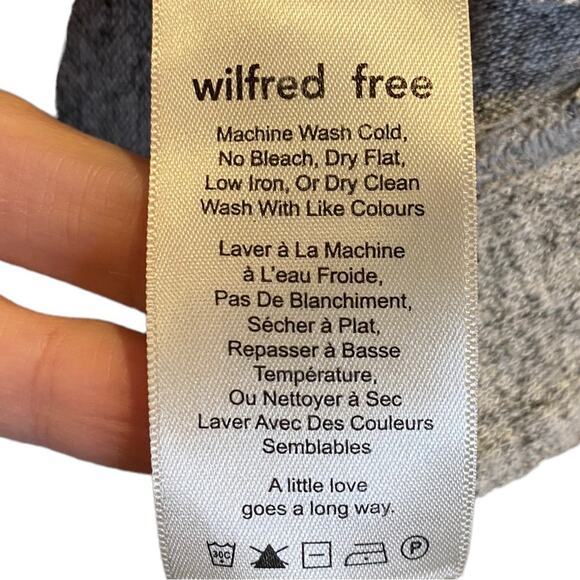 wilfred free
Machine Wash Cold,
No Bleach, Dry Flat,
Low Iron, Or Dry Clean
Wash With Like Colours
Laver à La Machine
à L'eau Froide,
Pas De Blanchiment,
Sécher à Plat,
Repasser à Basse
Température,
Ou Nettoyer à Sec
Laver Avec Des Couleurs
Semblables
A little love
goes a long way.
30C P